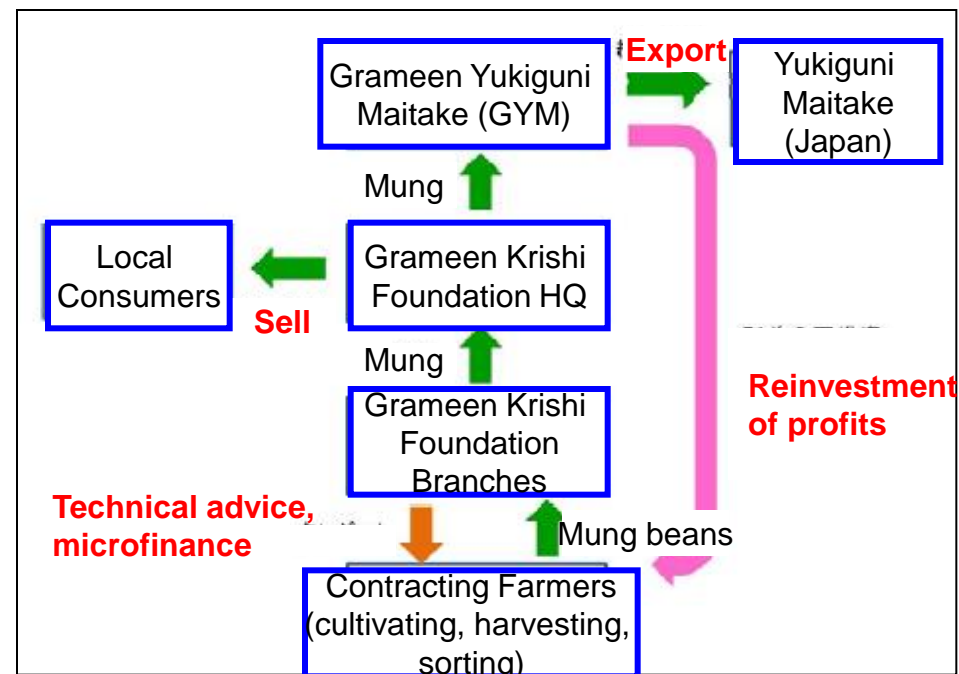 Export
Grameen Yukiguni
Maitake (GYM)
Yukiguni
Maitake
(Japan)
Mung
Local
Consumers
Grameen Krishi
Foundation HQ
Sell
Mung
Reinvestment
of profits
Grameen Krishi
Foundation
Branches
Technical advice,
microfinance
Mung beans
Contracting Farmers
(cultivating, harvesting,
sorting)